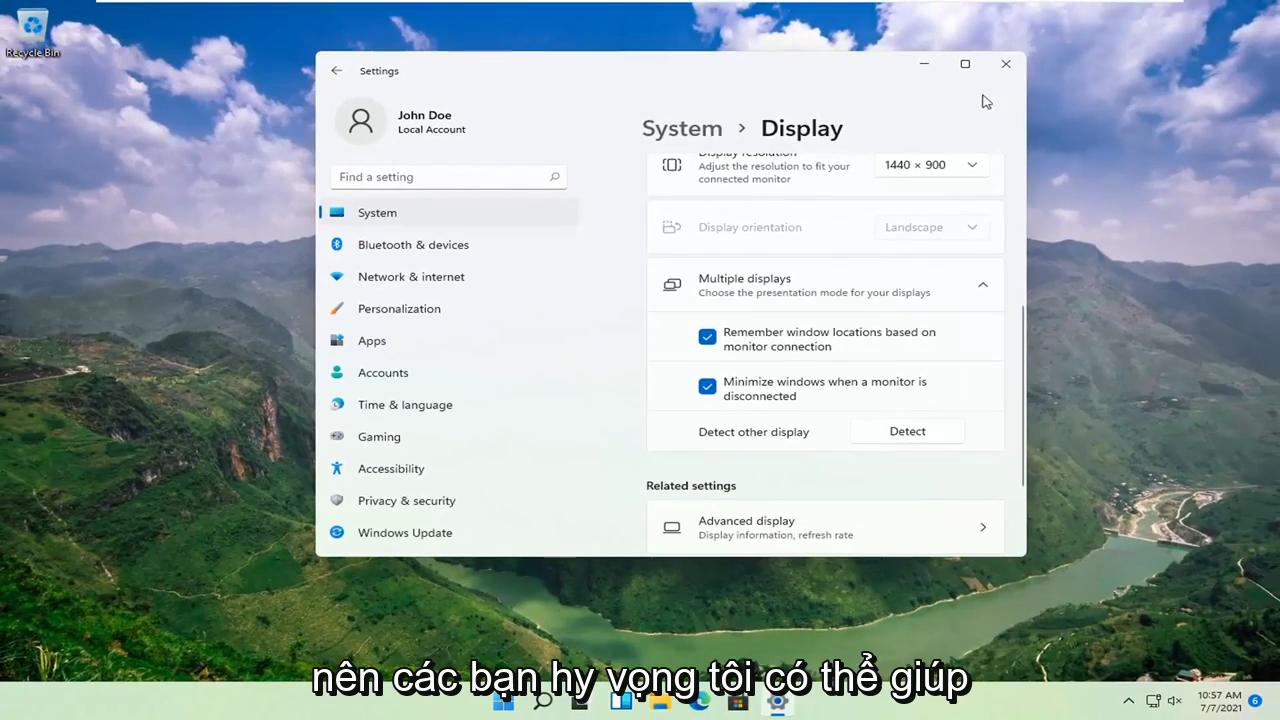 Recycle Bin
Settings
John Doe
Local Account
Find a setting
System
Bluetooth & devices
Network & internet
Personalization
Apps
Accounts
Time & language
Gaming
Accessibility
Privacy & security
Windows Update
System > Display
Display resolution
Adjust the resolution to fit your
connected monitor
1440 × 900
Display orientation
Landscape
Multiple displays
Choose the presentation mode for your displays
Remember window locations based on
monitor connection
Minimize windows when a monitor is
disconnected
Detect other display
Detect
Related settings
Advanced display
Display information, refresh rate
nên các bạn hy vọng tôi có thể giúp
10:57 AM
7/7/2021
6